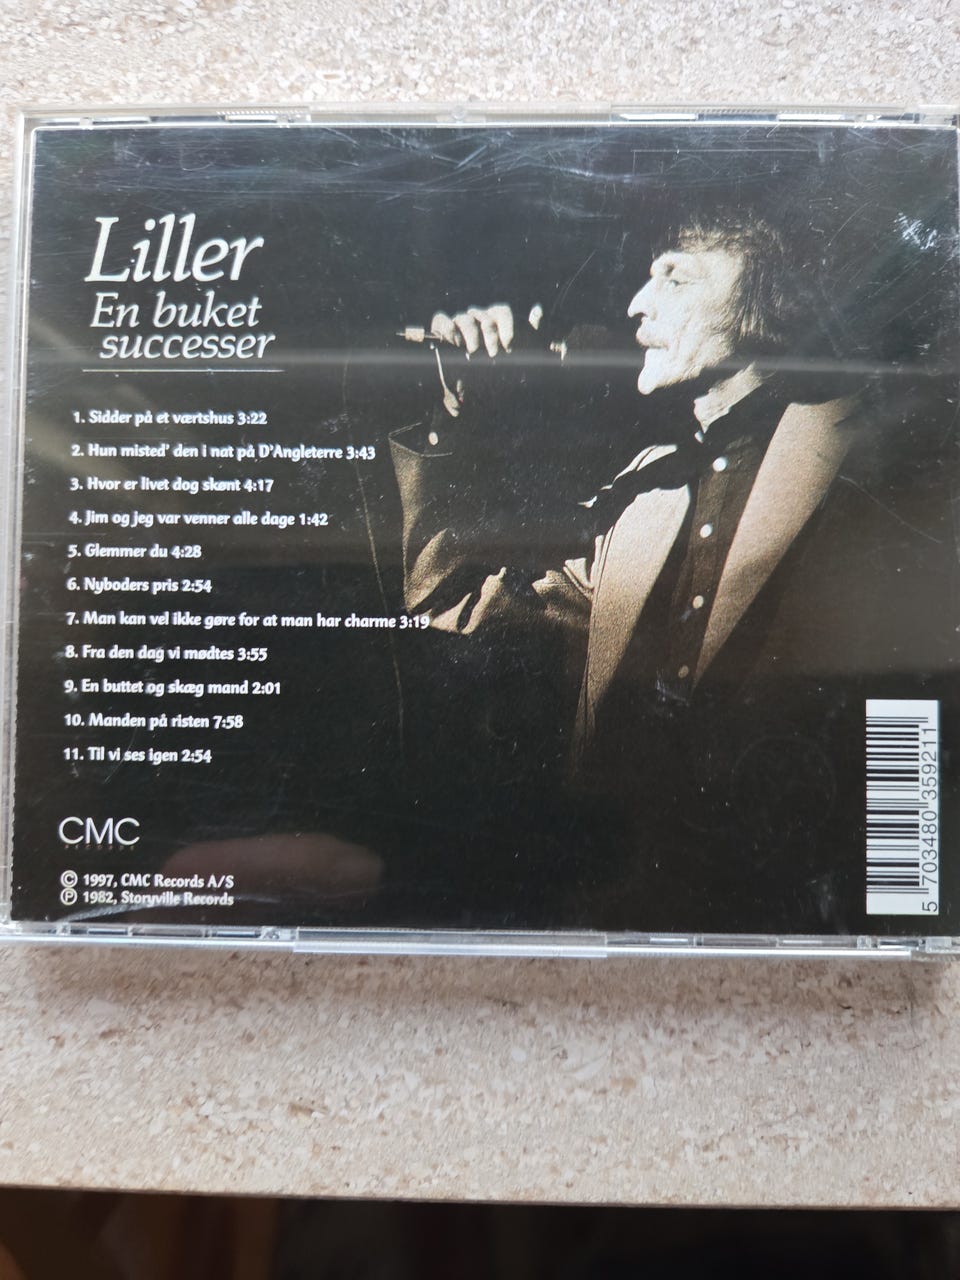 Liller
En buket
successer
1. Sidder på et værtshus 3:22
2. Hun misted' den i nat på D'Angleterre 3:43
3. Hvor er livet dog skønt 4:17
4. Jim og jeg var venner alle dage 1:42
5. Glemmer du 4:28
6. Nyboders pris 2:54
7. Man kan vel ikke gøre for at man har charme 3:19
8. Fra den dag vi mødtes 3:55
9. En buttet og skæg mand 2:01
10. Manden på risten 7:58
11. Til vi ses igen 2:54
CMC
RECORDS
© 1997, CMC Records A/S
℗ 1982, Storyville Records
5 703480 359211